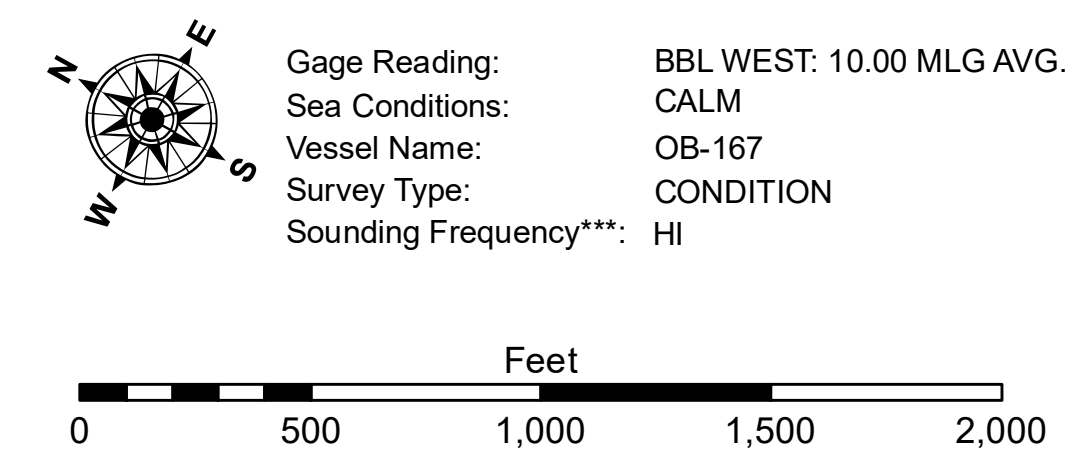 N
E
S
W
Gage Reading: BBL WEST: 10.00 MLG AVG.
Sea Conditions: CALM
Vessel Name: OB-167
Survey Type: CONDITION
Sounding Frequency***: HI
Feet
0 500 1,000 1,500 2,000